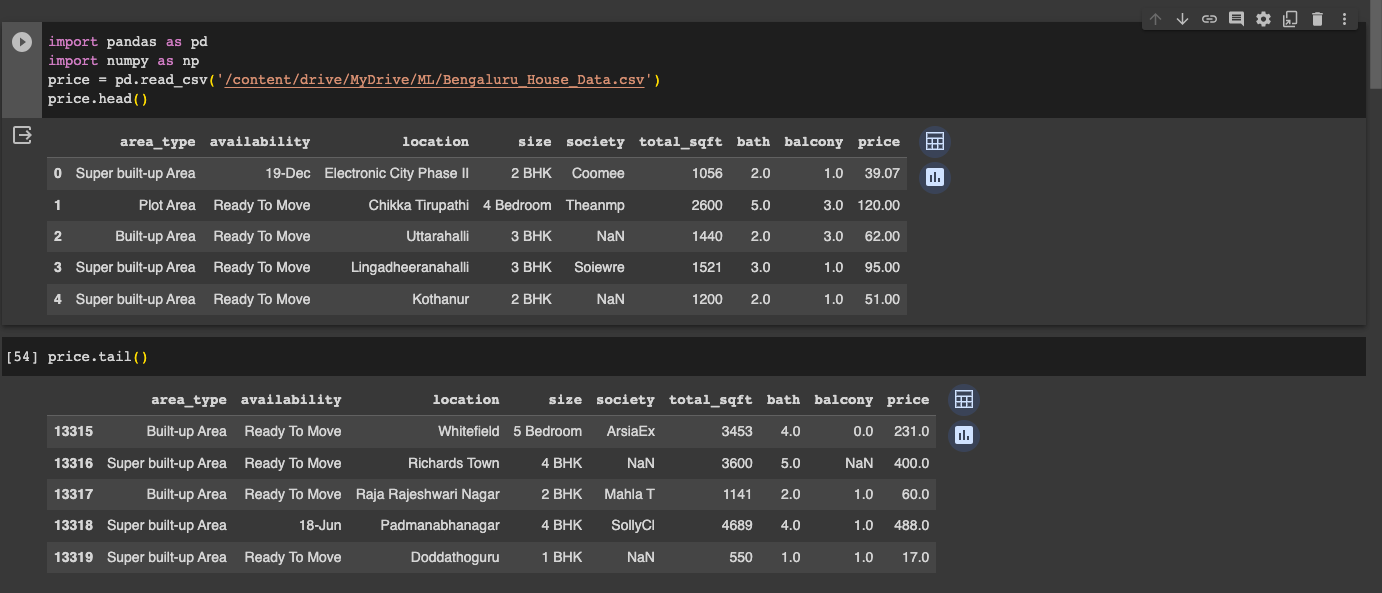 import pandas as pd
import numpy as np
price = pd.read_csv('/content/drive/MyDrive/ML/Bengaluru_House_Data.csv')
price.head()
area_type availability location size society total_sqft bath balcony price
0 Super built-up Area 19-Dec Electronic City Phase II 2 BHK Coomee 1056 2.0 1.0 39.07
1 Plot Area Ready To Move Chikka Tirupathi 4 Bedroom Theanmp 2600 5.0 3.0 120.00
2 Built-up Area Ready To Move Uttarahalli 3 BHK NaN 1440 2.0 3.0 62.00
3 Super built-up Area Ready To Move Lingadheeranahalli 3 BHK Soiewre 1521 3.0 1.0 95.00
4 Super built-up Area Ready To Move Kothanur 2 BHK NaN 1200 2.0 1.0 51.00
[54] price.tail()
area_type availability location size society total_sqft bath balcony price
13315 Built-up Area Ready To Move Whitefield 5 Bedroom ArsiaEx 3453 4.0 0.0 231.0
13316 Super built-up Area Ready To Move Richards Town 4 BHK NaN 3600 5.0 NaN 400.0
13317 Built-up Area Ready To Move Raja Rajeshwari Nagar 2 BHK Mahla T 1141 2.0 1.0 60.0
13318 Super built-up Area 18-Jun Padmanabhanagar 4 BHK SollyCl 4689 4.0 1.0 488.0
13319 Super built-up Area Ready To Move Doddathoguru 1 BHK NaN 550 1.0 1.0 17.0